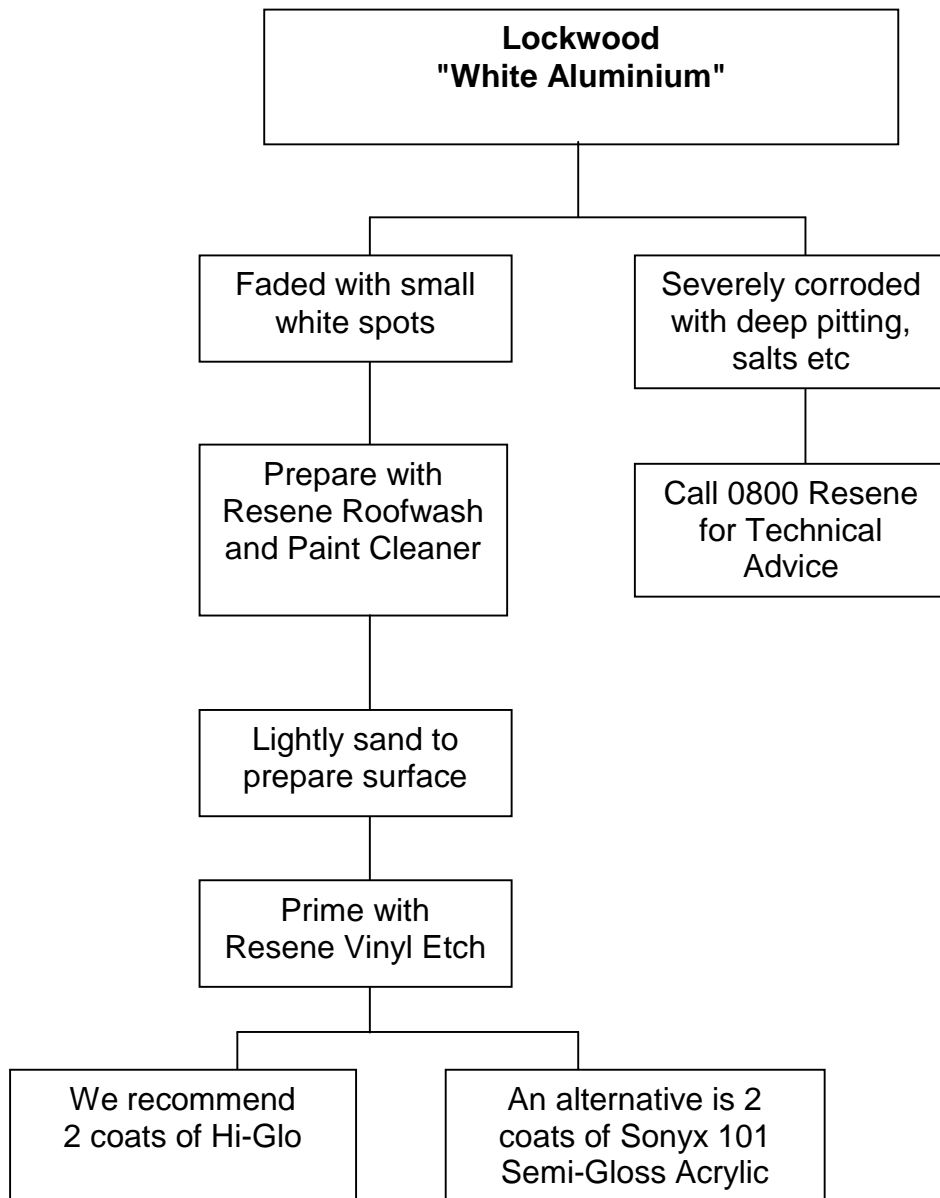 Lockwood
"White Aluminium"
Faded with small
white spots
Severely corroded
with deep pitting,
salts etc
Prepare with
Resene Roofwash
and Paint Cleaner
Call 0800 Resene
for Technical
Advice
Lightly sand to
prepare surface
Prime with
Resene Vinyl Etch
We recommend
2 coats of Hi-Glo
An alternative is 2
coats of Sonyx 101
Semi-Gloss Acrylic